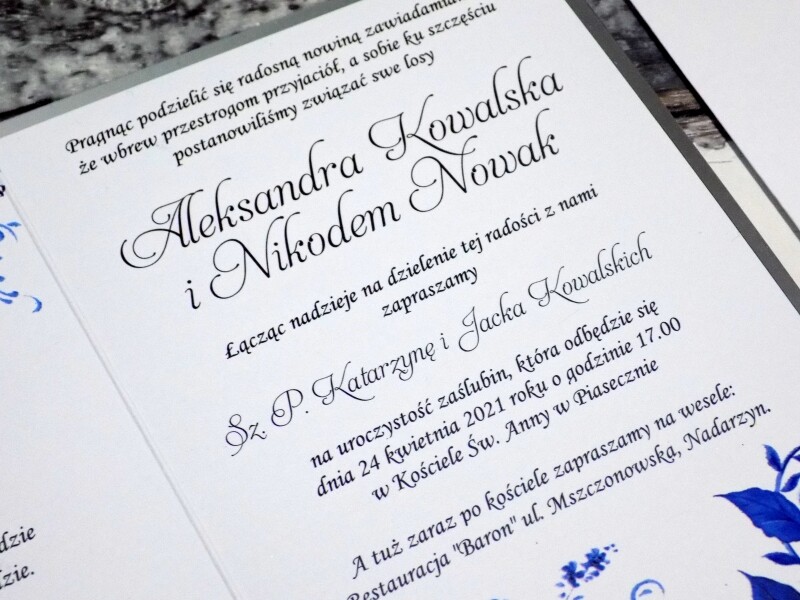 Pragnąc podzielić się radosną nowiną zawiadamia
że wbrew przestrogom przyjaciół, a sobie ku szczęściu
postanowiliśmy związać swe losy
Aleksandra Kowalska
i Nikodem Nowak
Łącząc nadzieje na dzielenie tej radości z nami
zapraszamy
Sz. P. Katarzynę i Jacka Kowalskich
na uroczystość zaślubin, która odbędzie się
dnia 24 kwietnia 2021 roku o godzinie 17.00
w Kościele Św. Anny w Piasecznie
A tuż zaraz po kościele zapraszamy na wesele:
Restauracja "Baron" ul. Mszczonowska, Nadarzyn.
dzie
zie.